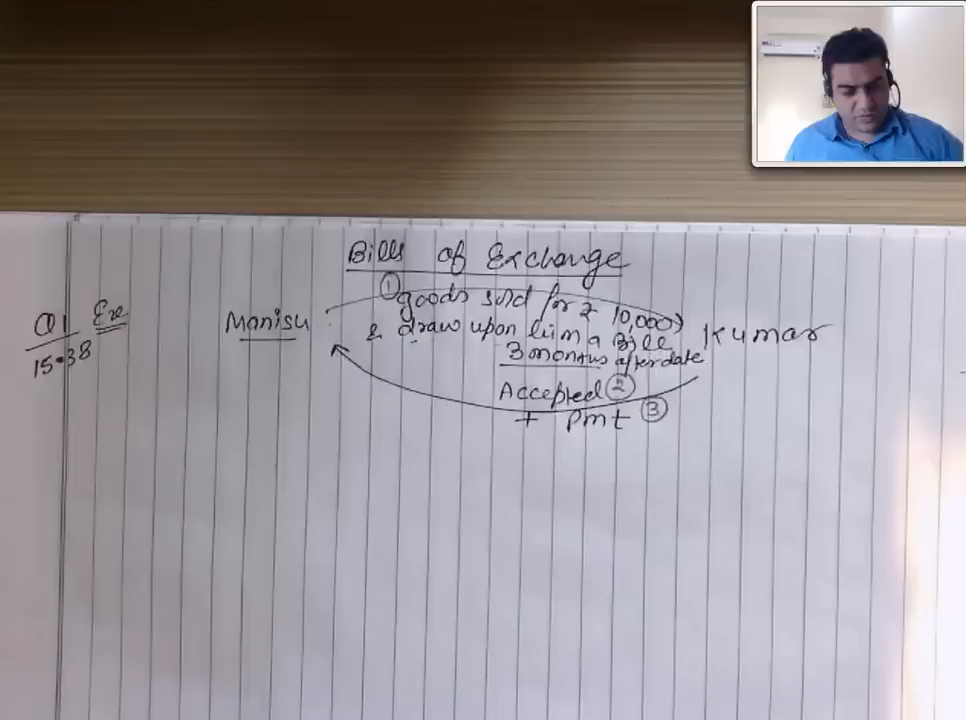 Bills of Exchange
Q1 Exe
15.38
Manisu
① goods sold for ₹ 10,000
& draw upon him a Bill
3 months after date
Kumar
Accepted ②
+ Pmt ③